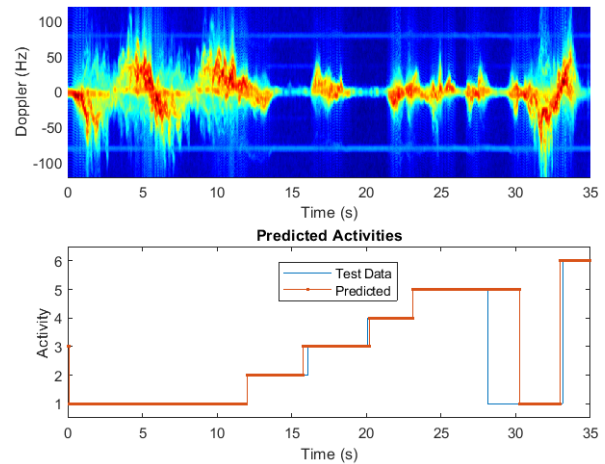 100
50
0
-50
-100
Doppler (Hz)
0 5 10 15 20 25 30 35
Time (s)
Predicted Activities
6
5
4
3
2
1
Activity
Test Data
Predicted
0 5 10 15 20 25 30 35
Time (s)